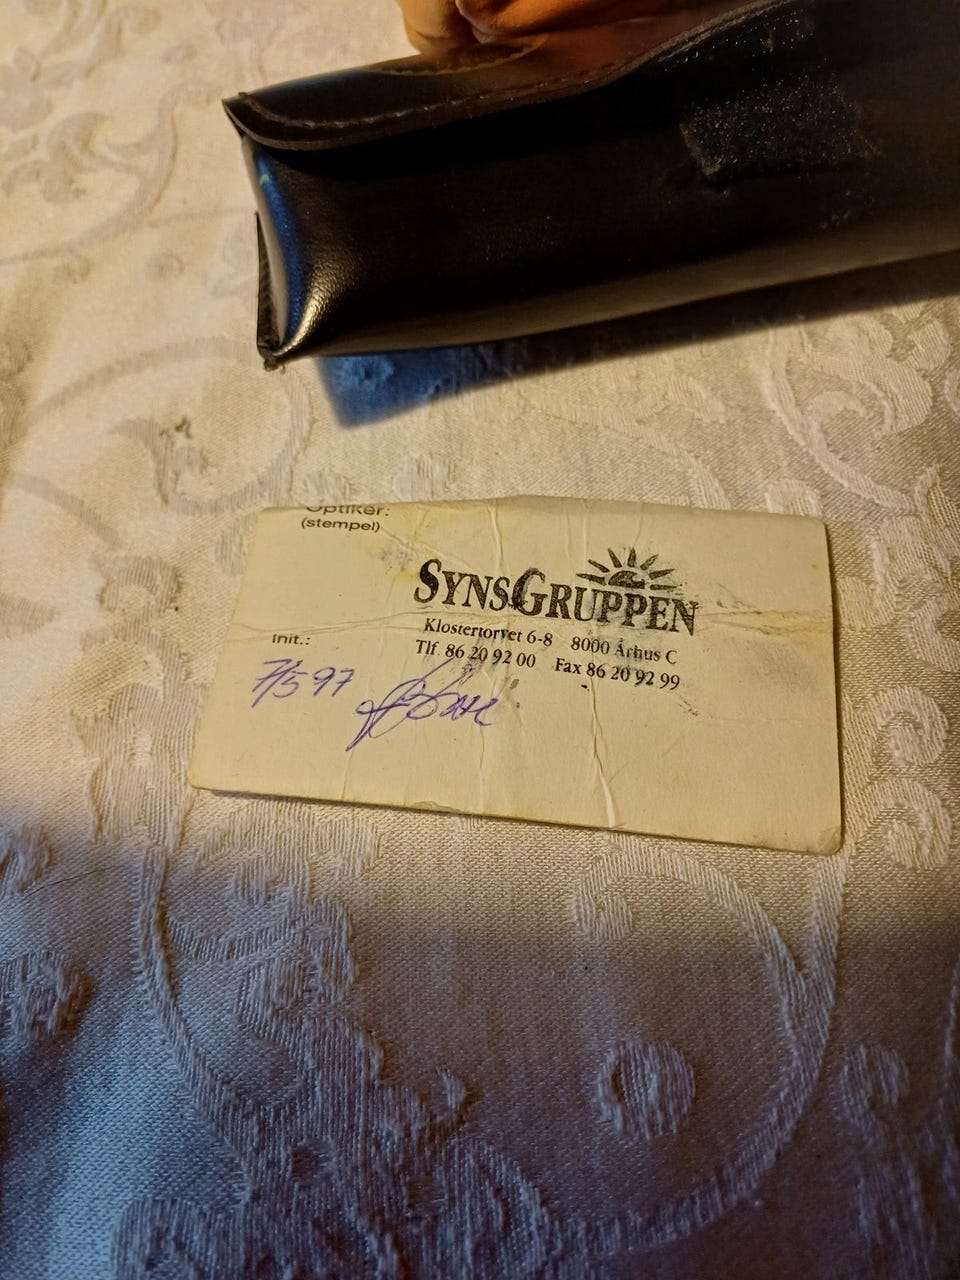 Optiker:
(stempel)
SYNSGRUPPEN
Klostertorvet 6-8 8000 Århus C
Tlf. 86 20 92 00 Fax 86 20 92 99
Init.:
7/5 97